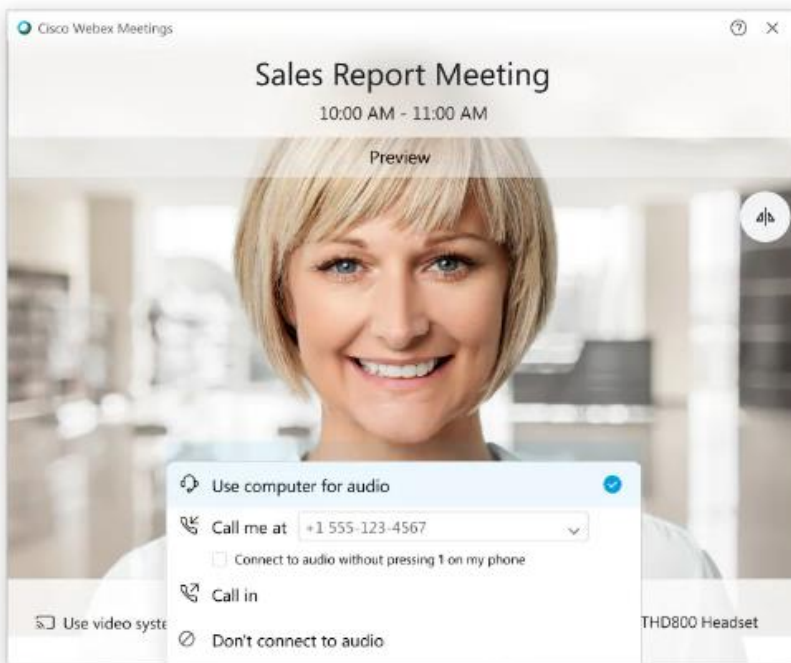 Cisco Webex Meetings
Sales Report Meeting
10:00 AM - 11:00 AM
Preview
Use computer for audio
Call me at +1 555-123-4567
Connect to audio without pressing 1 on my phone
Call in
Use video syste THD800 Headset
Don't connect to audio